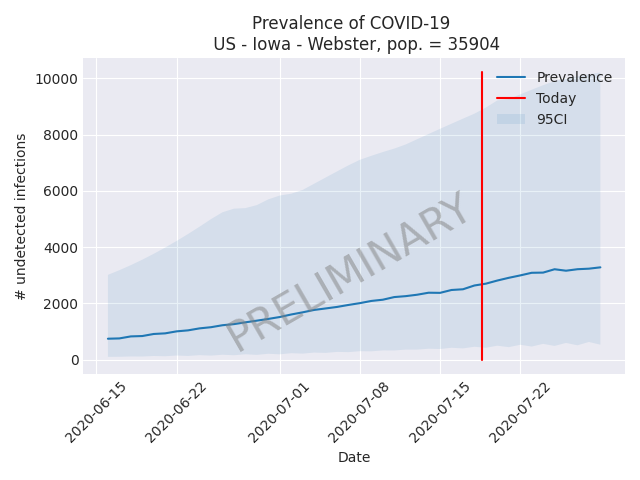 Prevalence of COVID-19
US - Iowa - Webster, pop. = 35904
Prevalence
Today
95CI
10000
8000
6000
4000
2000
0
# undetected infections
PRELIMINARY
2020-06-15
2020-06-22
2020-07-01
2020-07-08
2020-07-15
2020-07-22
Date